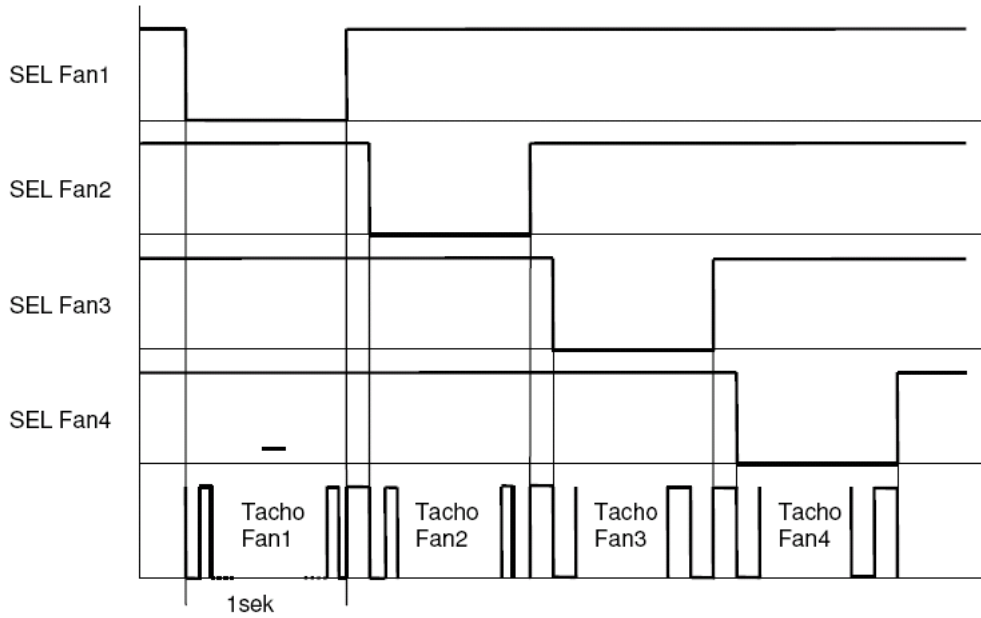 SEL Fan1
SEL Fan2
SEL Fan3
SEL Fan4
Tacho
Fan1
Tacho
Fan2
Tacho
Fan3
Tacho
Fan4
1sek